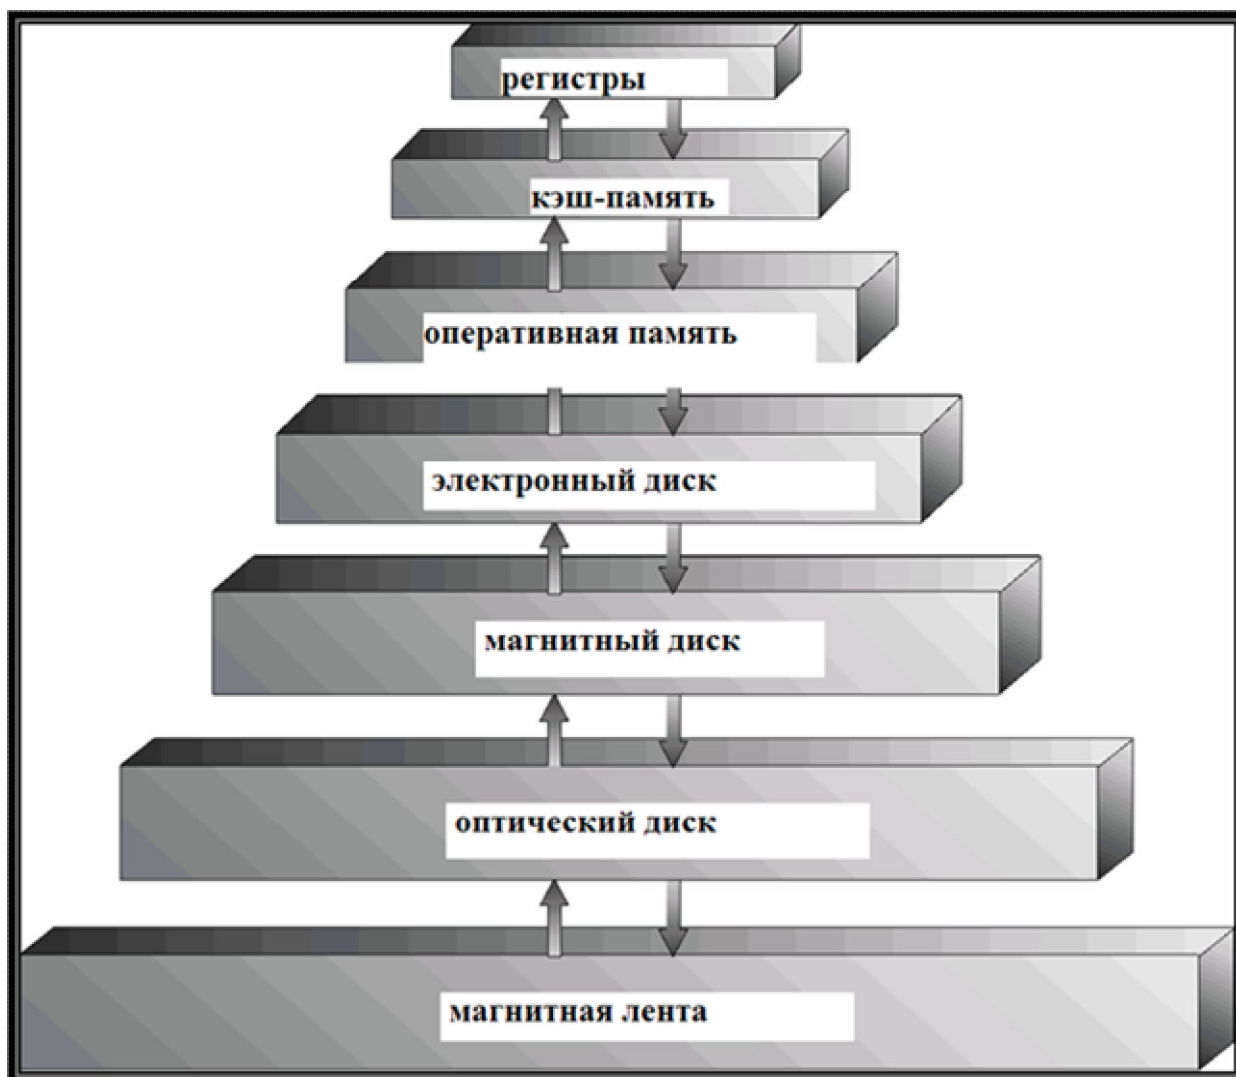 регистры
кэш-память
оперативная память
электронный диск
магнитный диск
оптический диск
магнитная лента